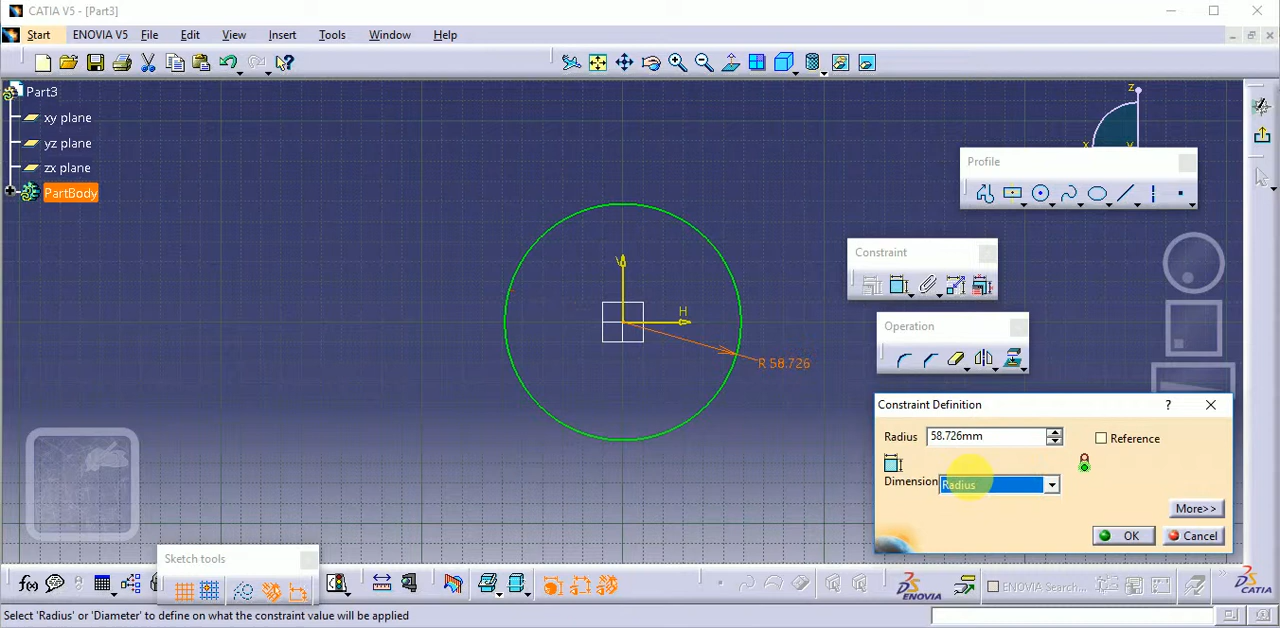 CATIA V5 - [Part3]
Start ENOVIA V5 File Edit View Insert Tools Window Help
Part3
xy plane
yz plane
zx plane
PartBody
z
x
y
Profile
Constraint
Operation
V
H
R 58.726
Constraint Definition ?
Radius 58.726mm Reference
Dimension Radius
More>>
OK Cancel
Sketch tools
f(x) ENOVIA ENOVIA Search... CATIA
Select 'Radius' or 'Diameter' to define on what the constraint value will be applied